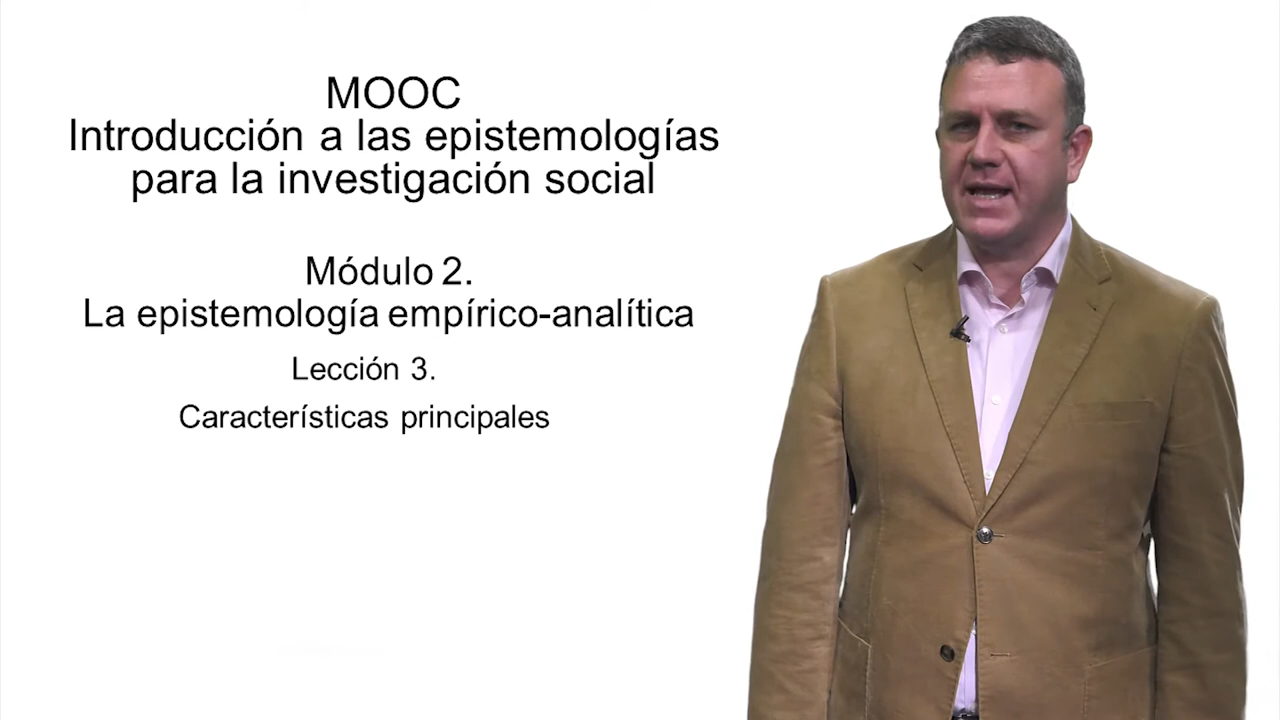 MOOC
Introducción a las epistemologías
para la investigación social
Módulo 2.
La epistemología empírico-analítica
Lección 3.
Características principales